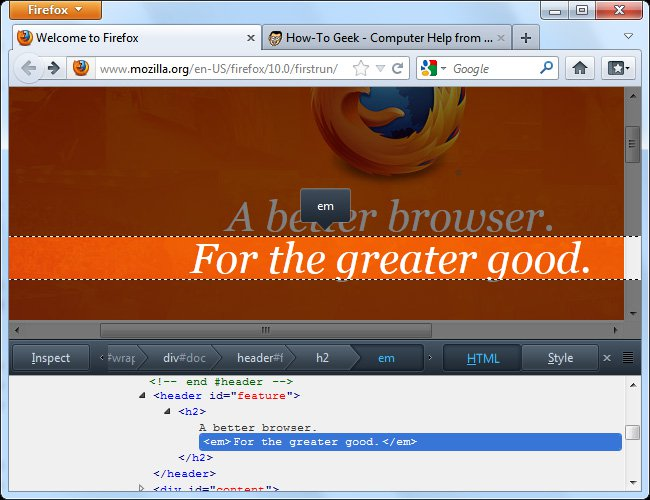 Firefox
Welcome to Firefox
How-To Geek - Computer Help from ...
www.mozilla.org/en-US/firefox/10.0/firstrun/
Google
A better browser.
em
For the greater good.
Inspect
#wrap
div#doc
header#f
h2
em
HTML
Style
<!-- end #header -->
<header id="feature">
<h2>
A better browser.
<em>For the greater good.</em>
</h2>
</header>
<div id="content">